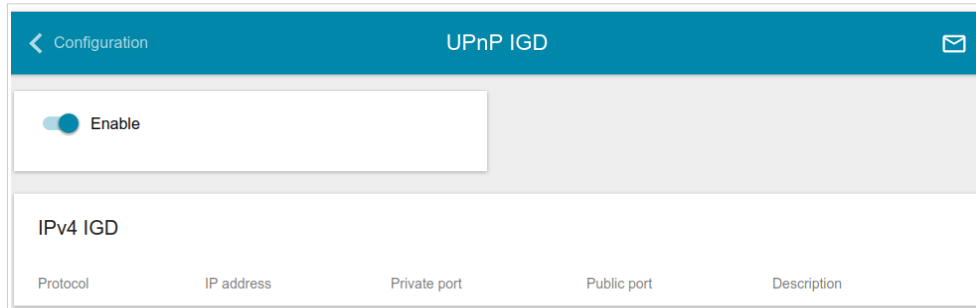 Configuration UPnP IGD
Enable
IPv4 IGD
Protocol IP address Private port Public port Description